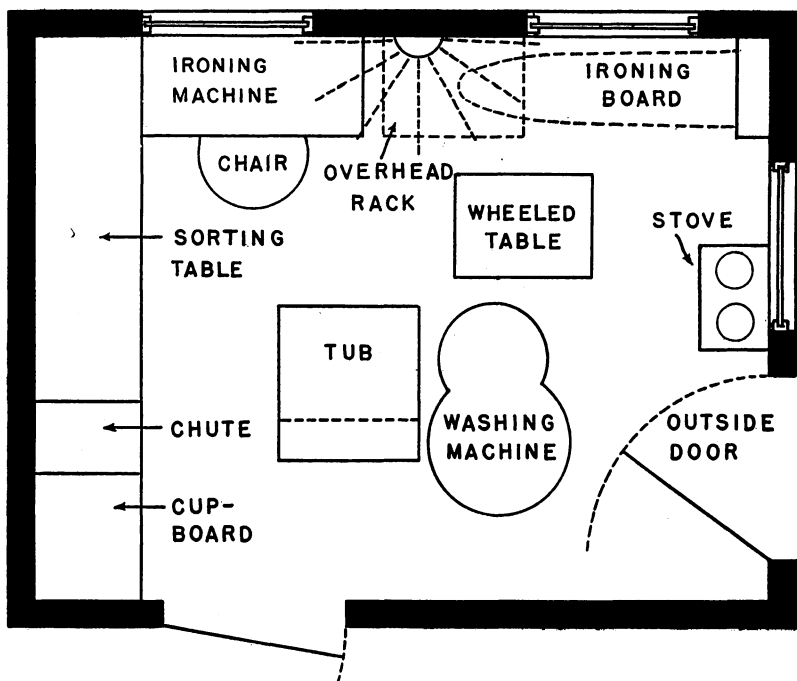 IRONING
MACHINE
IRONING
BOARD
CHAIR
OVERHEAD
RACK
WHEELED
TABLE
STOVE
SORTING
TABLE
TUB
CHUTE
WASHING
MACHINE
OUTSIDE
DOOR
CUP-
BOARD